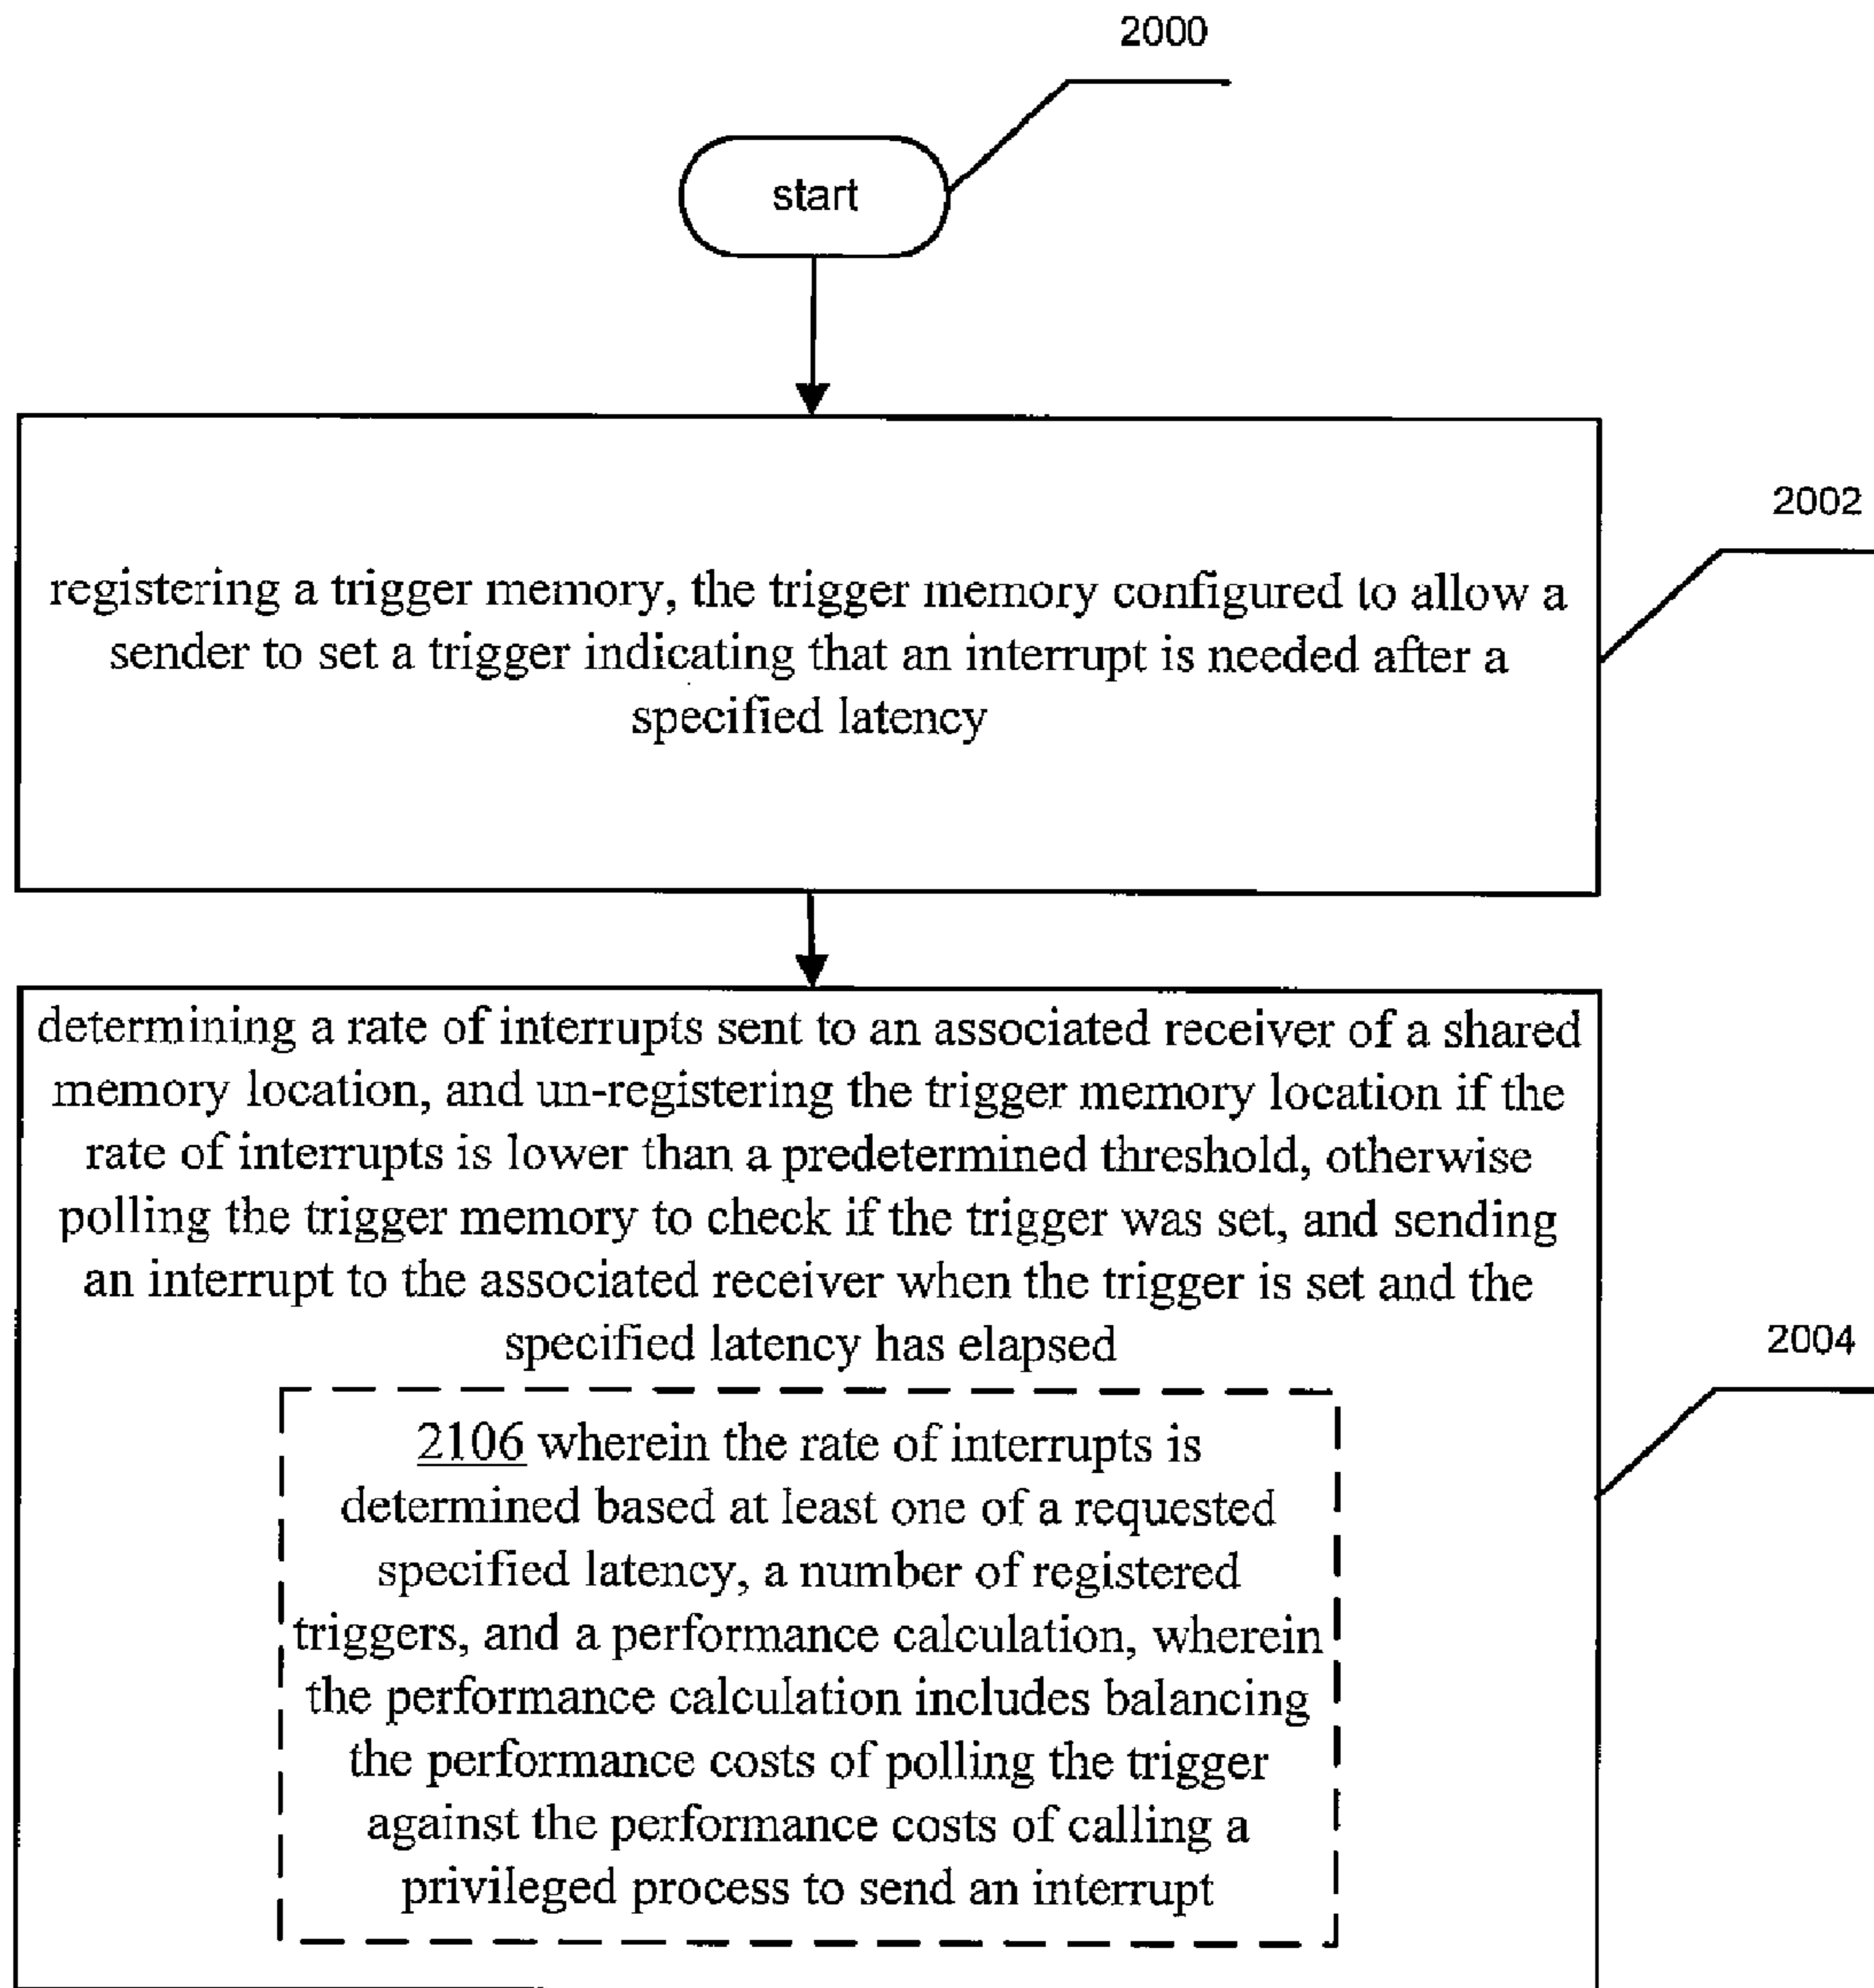 2000
start
2002
registering a trigger memory, the trigger memory configured to allow a
sender to set a trigger indicating that an interrupt is needed after a
specified latency
determining a rate of interrupts sent to an associated receiver of a shared
memory location, and un-registering the trigger memory location if the
rate of interrupts is lower than a predetermined threshold, otherwise
polling the trigger memory to check if the trigger was set, and sending
an interrupt to the associated receiver when the trigger is set and the
specified latency has elapsed
2004
2106 wherein the rate of interrupts is
determined based at least one of a requested
specified latency, a number of registered
triggers, and a performance calculation, wherein
the performance calculation includes balancing
the performance costs of polling the trigger
against the performance costs of calling a
privileged process to send an interrupt